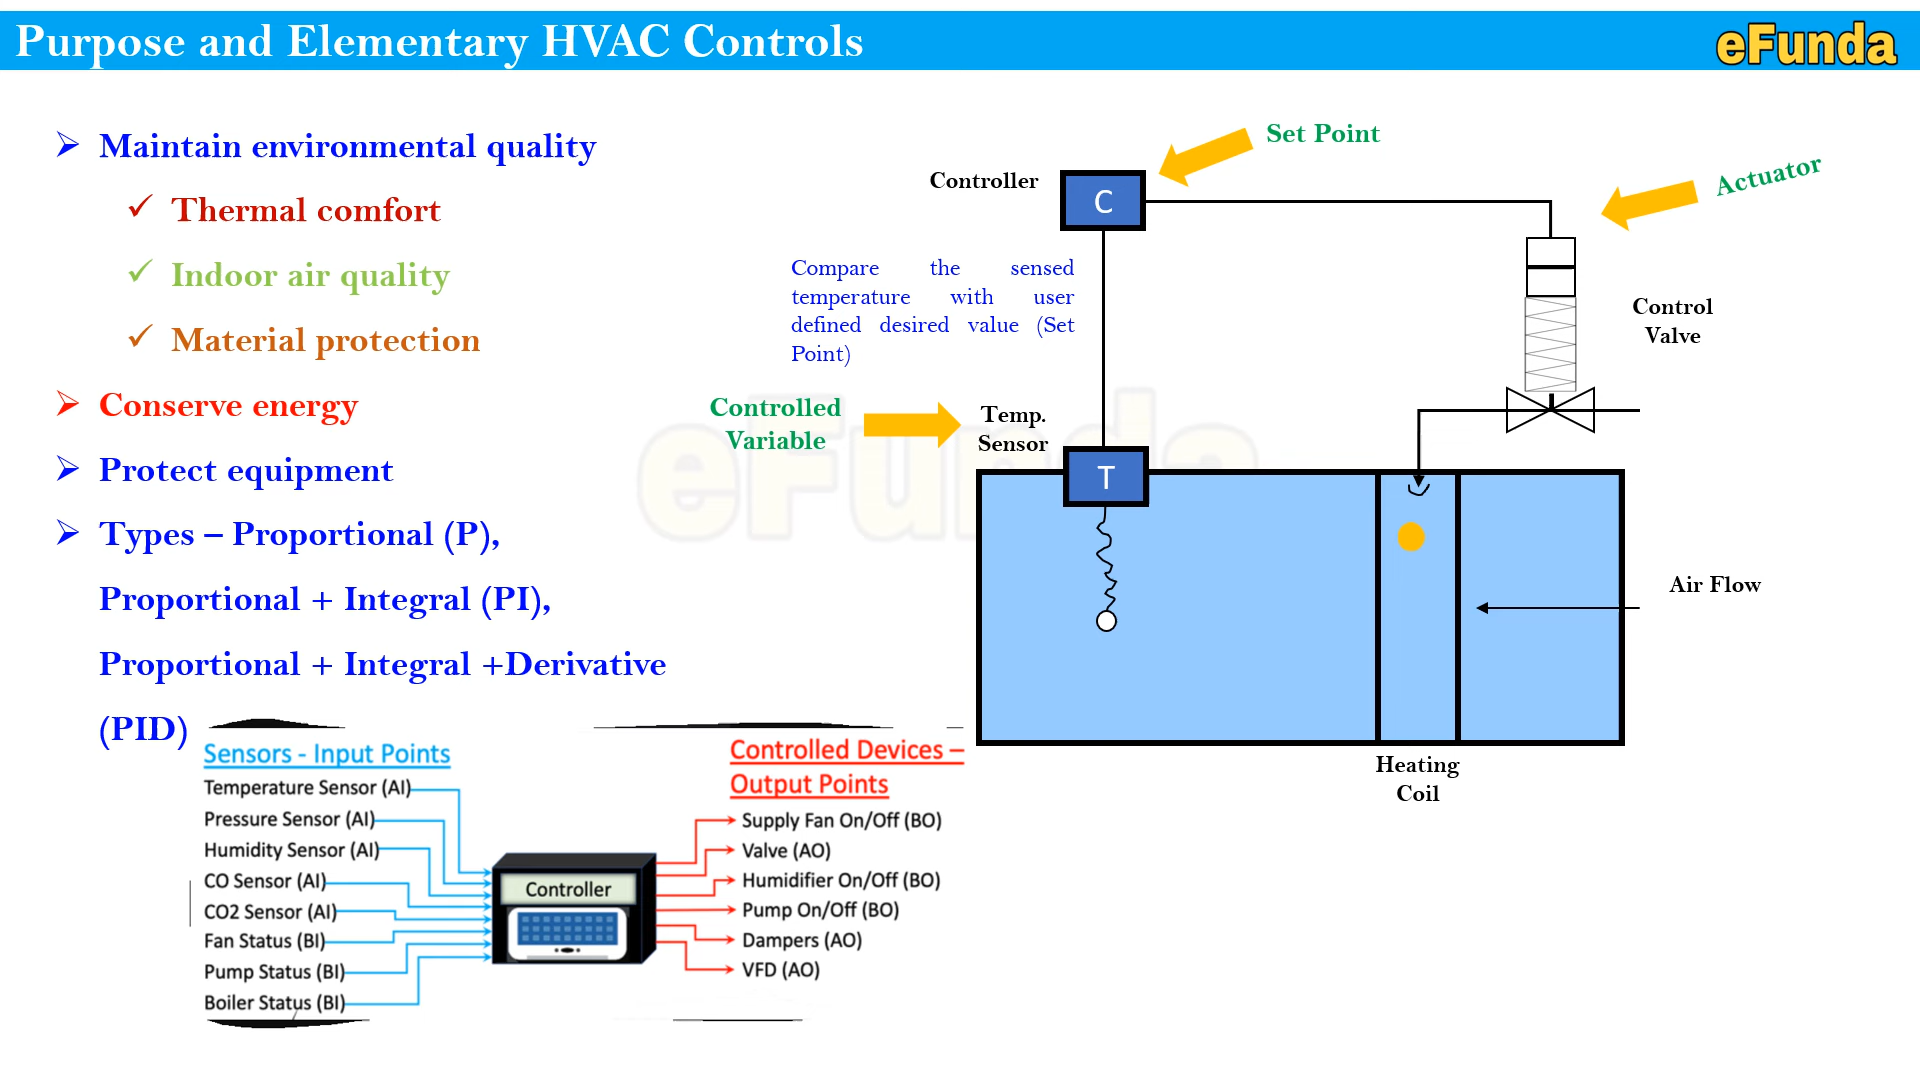 Purpose and Elementary HVAC Controls
eFunda
Maintain environmental quality
Thermal comfort
Indoor air quality
Material protection
Conserve energy
Protect equipment
Types – Proportional (P),
Proportional + Integral (PI),
Proportional + Integral +Derivative
(PID)
Set Point
Actuator
Controller
C
Compare the sensed
temperature with user
defined desired value (Set
Point)
Control
Valve
Controlled
Variable
Temp.
Sensor
T
eFunda
Air Flow
Heating
Coil
Sensors - Input Points
Temperature Sensor (AI)
Pressure Sensor (AI)
Humidity Sensor (AI)
CO Sensor (AI)
CO2 Sensor (AI)
Fan Status (BI)
Pump Status (BI)
Boiler Status (BI)
Controller
Controlled Devices –
Output Points
Supply Fan On/Off (BO)
Valve (AO)
Humidifier On/Off (BO)
Pump On/Off (BO)
Dampers (AO)
VFD (AO)